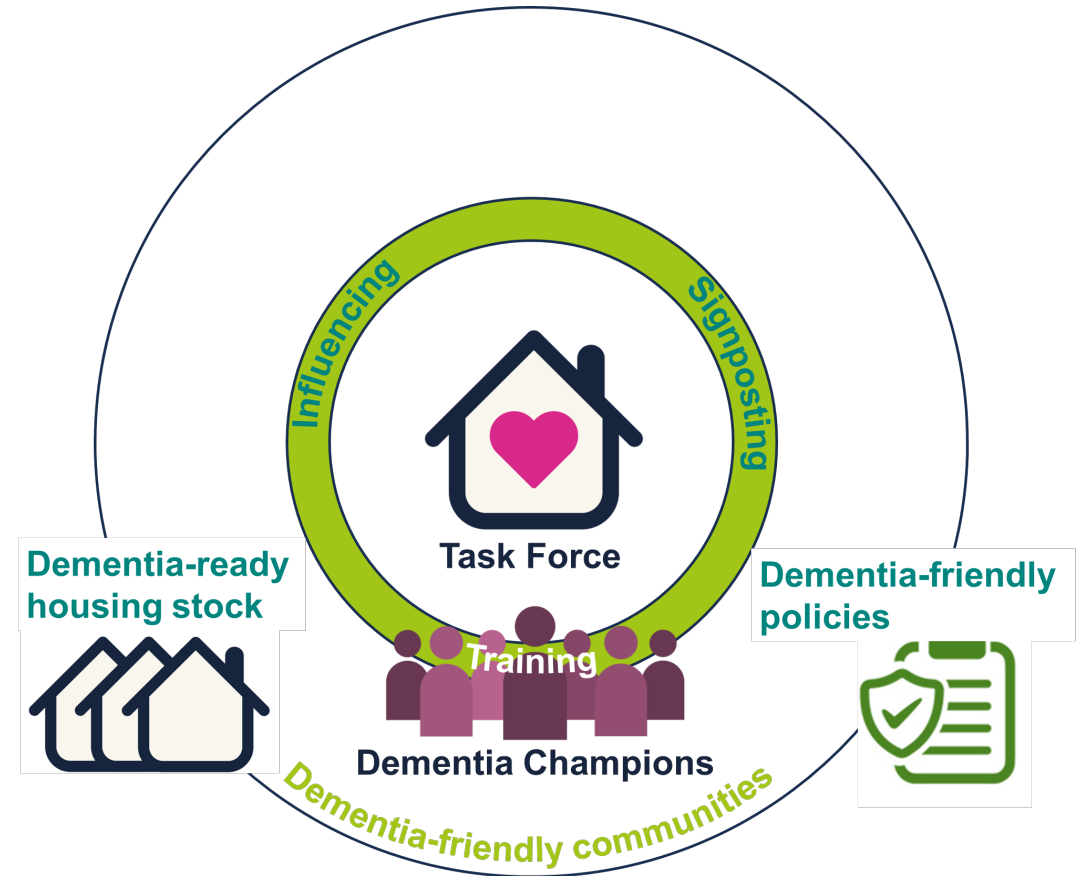 Influencing
Signposting
Task Force
Dementia-ready
housing stock
Dementia-friendly
policies
Training
Dementia Champions
Dementia-friendly communities